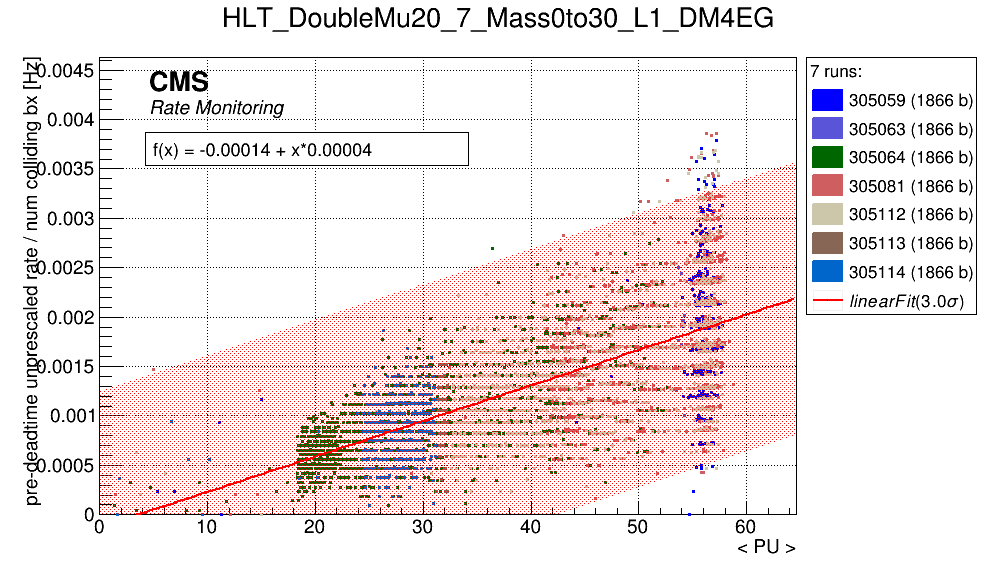 HLT_DoubleMu20_7_Mass0to30_L1_DM4EG
pre-deadtime unprescaled rate / num colliding bx [Hz]
CMS
Rate Monitoring
f(x) = -0.00014 + x*0.00004
0.0045
0.004
0.0035
0.003
0.0025
0.002
0.0015
0.001
0.0005
0
0 10 20 30 40 50 60
< PU >
7 runs:
305059 (1866 b)
305063 (1866 b)
305064 (1866 b)
305081 (1866 b)
305112 (1866 b)
305113 (1866 b)
305114 (1866 b)
linearFit(3.0σ)